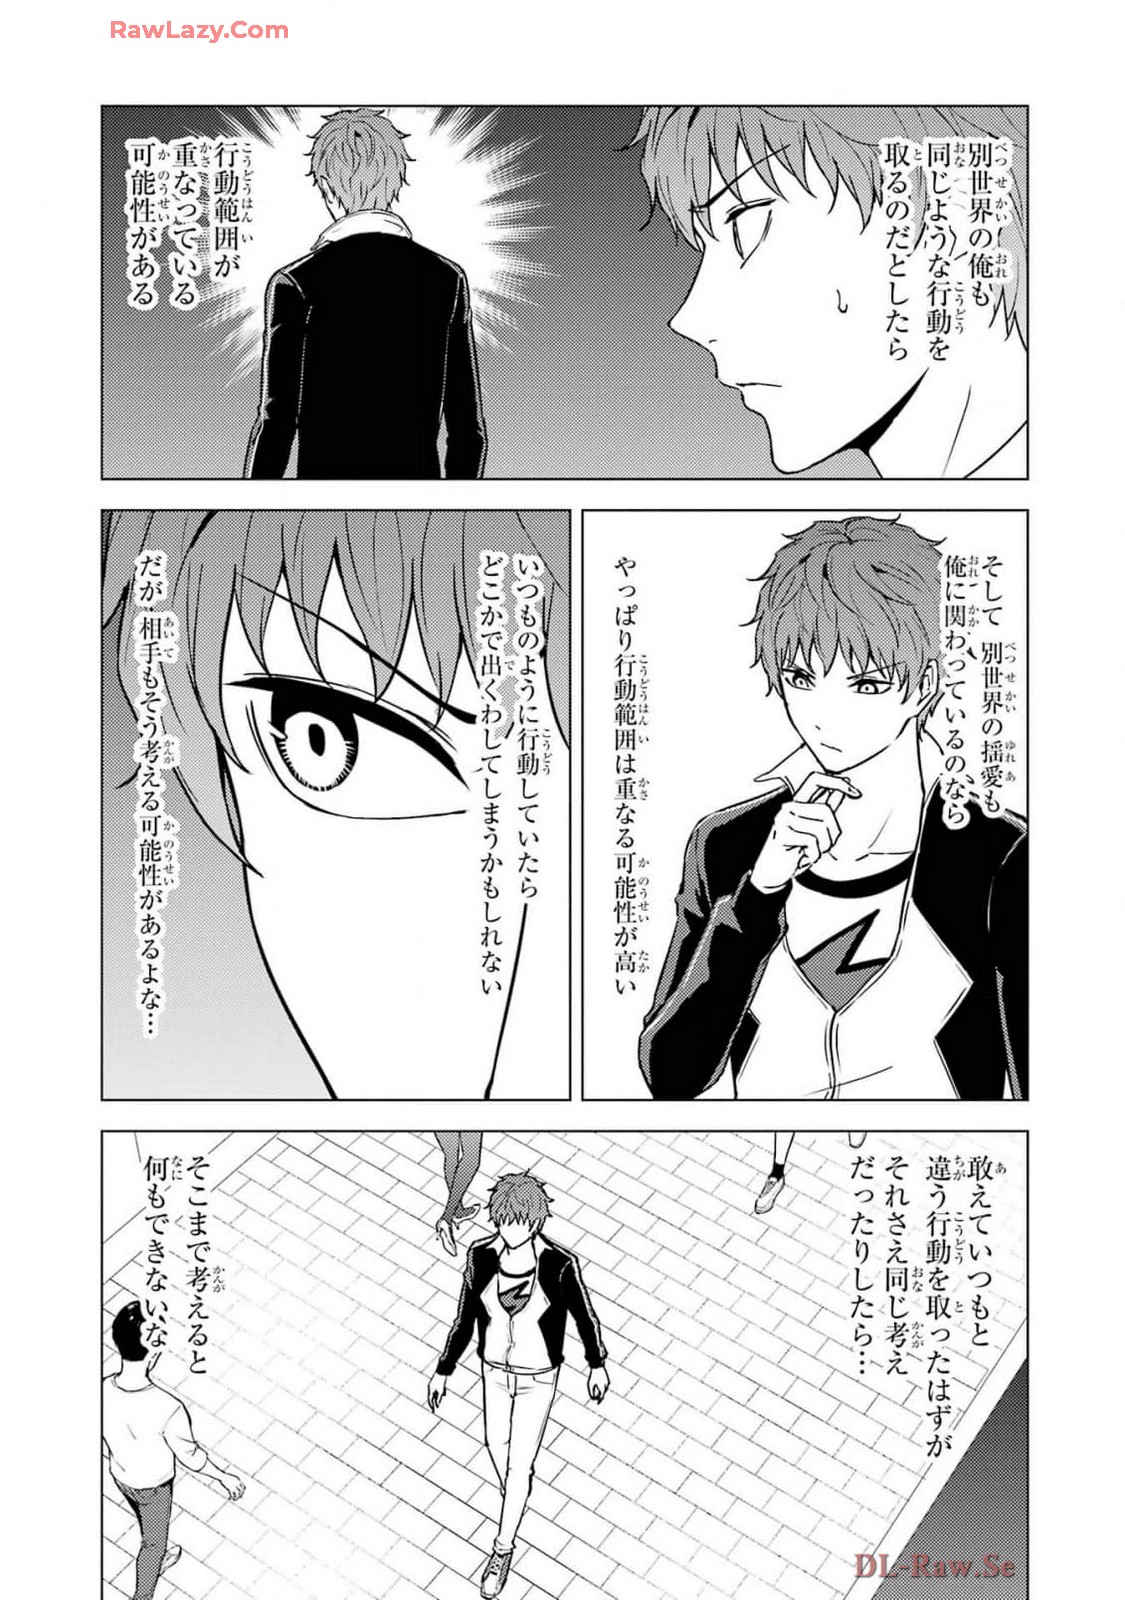 RawLazy.Com
別世界の俺も
同じような行動を
取るのだとしたら
行動範囲が
重なっている
可能性がある
そして 別世界の揺愛も
俺に関わっているのなら
やっぱり行動範囲は重なる可能性が高い
いつものように行動していたら
どこかで出くわしてしまうかもしれない
だが 相手もそう考える可能性があるよな…
敢えていつもと
違う行動を取ったはずが
それさえ同じ考え
だったりしたら…
そこまで考えると
何もできないな
DL-Raw.Se